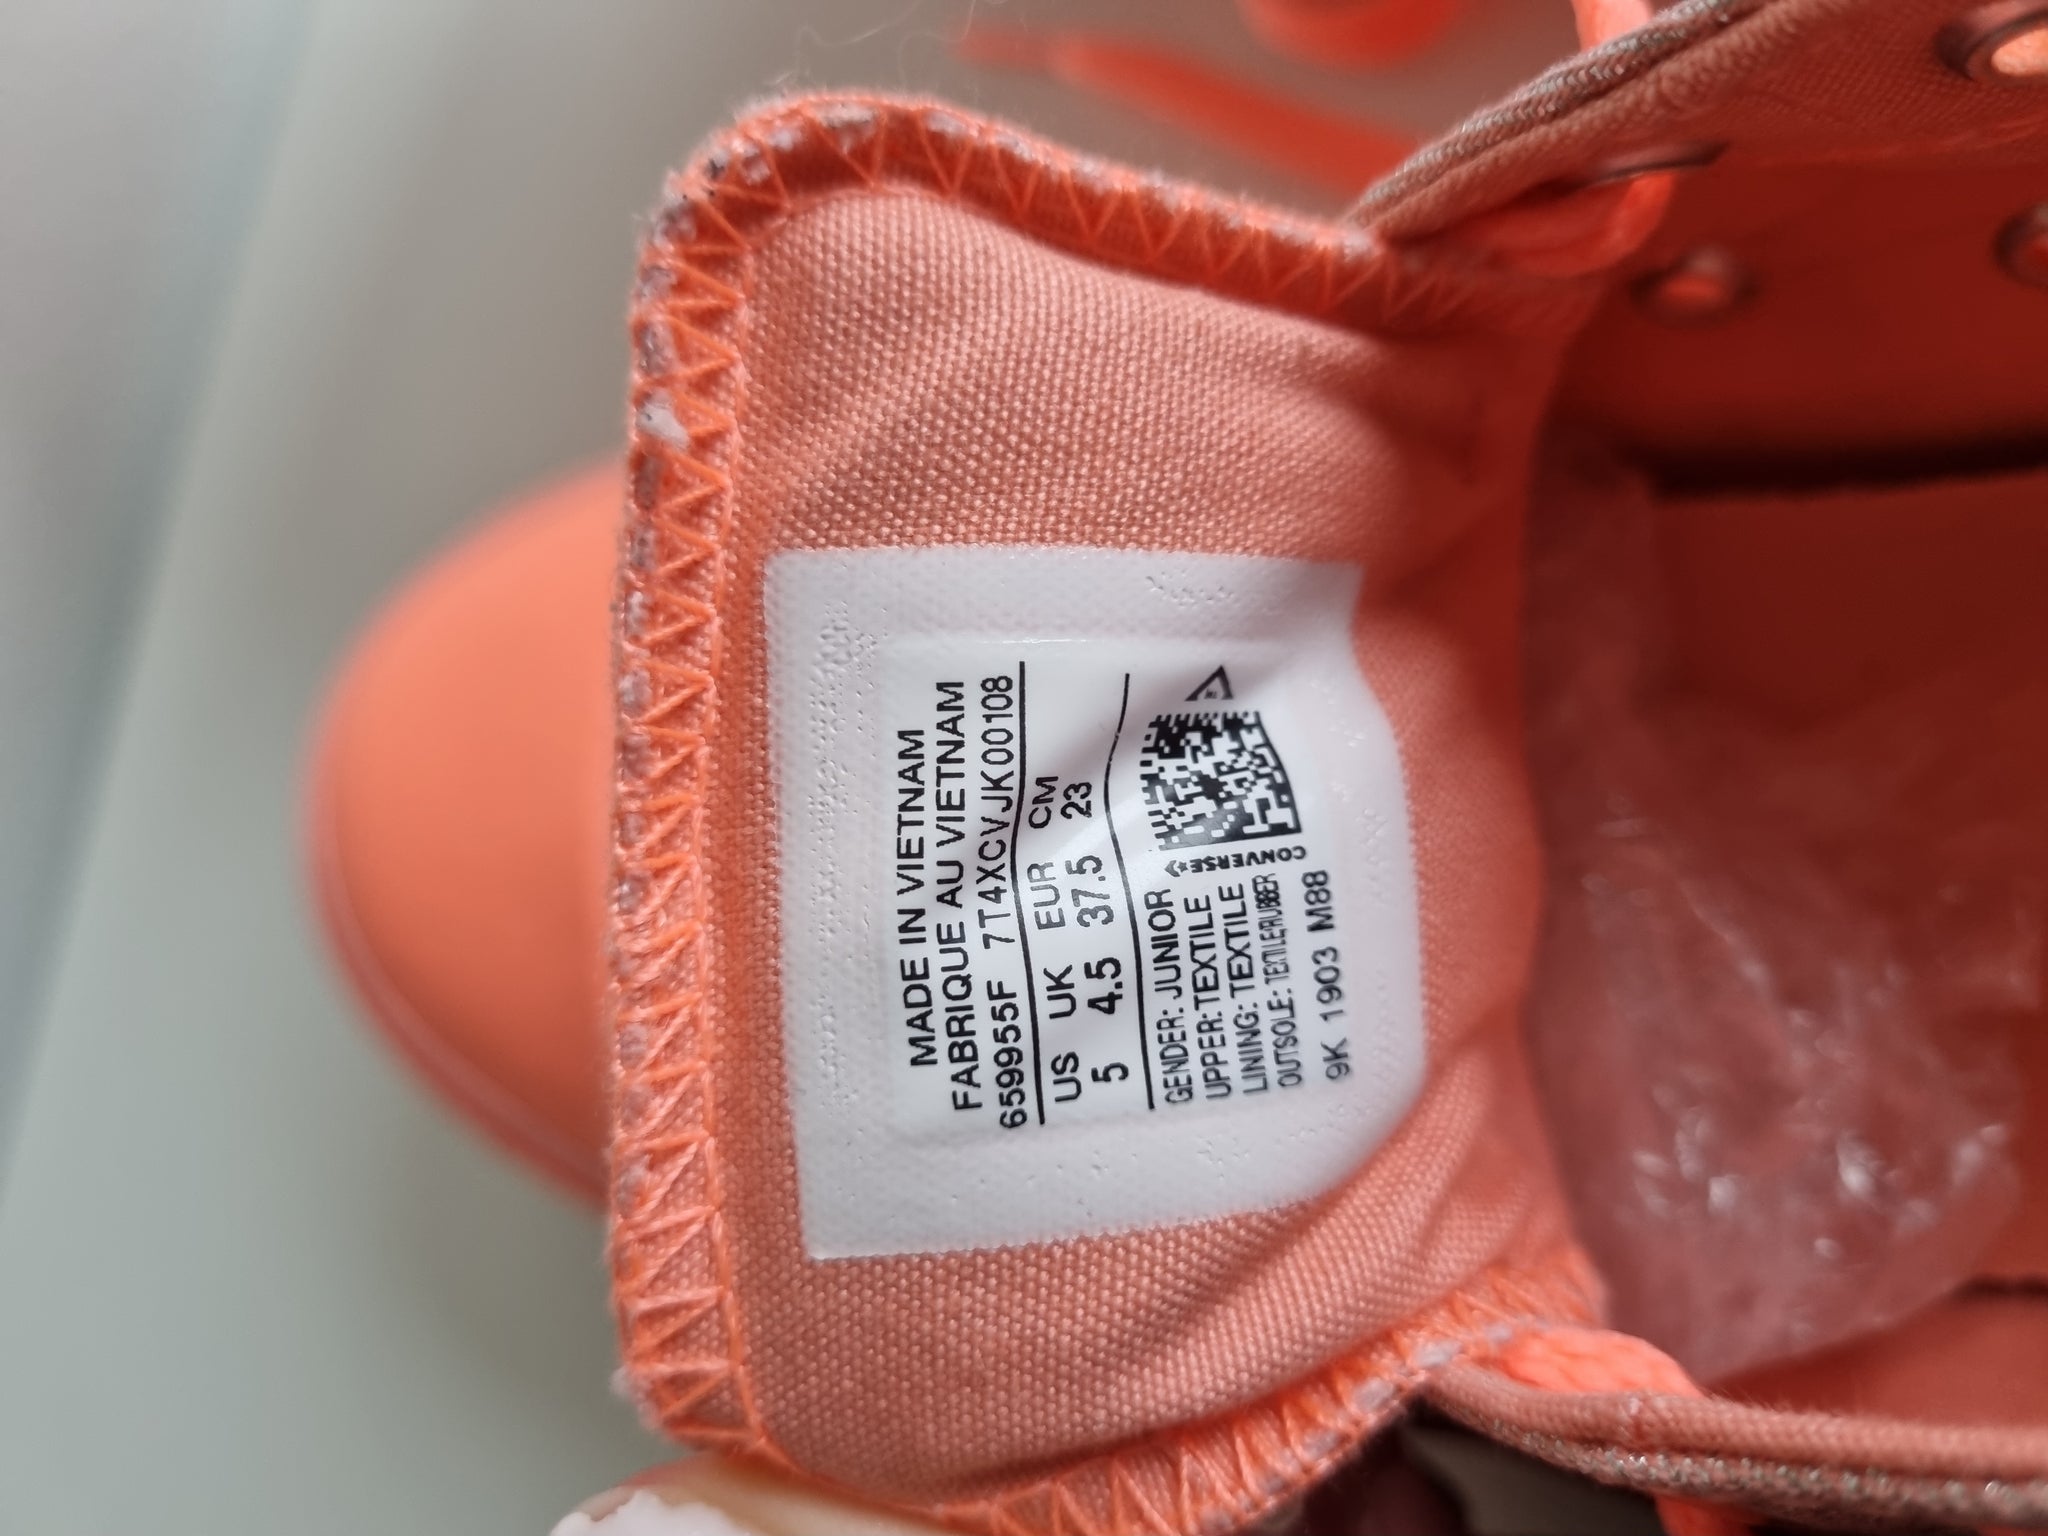 MADE IN VIETNAM
FABRIQUE AU VIETNAM
659955F 7T4XCVJK00108
US UK EUR CM
5 4.5 37.5 23
GENDER: JUNIOR
UPPER: TEXTILE
LINING: TEXTILE
OUTSOLE: TEXTILE/RUBBER
9K 1903 M88
CONVERSE